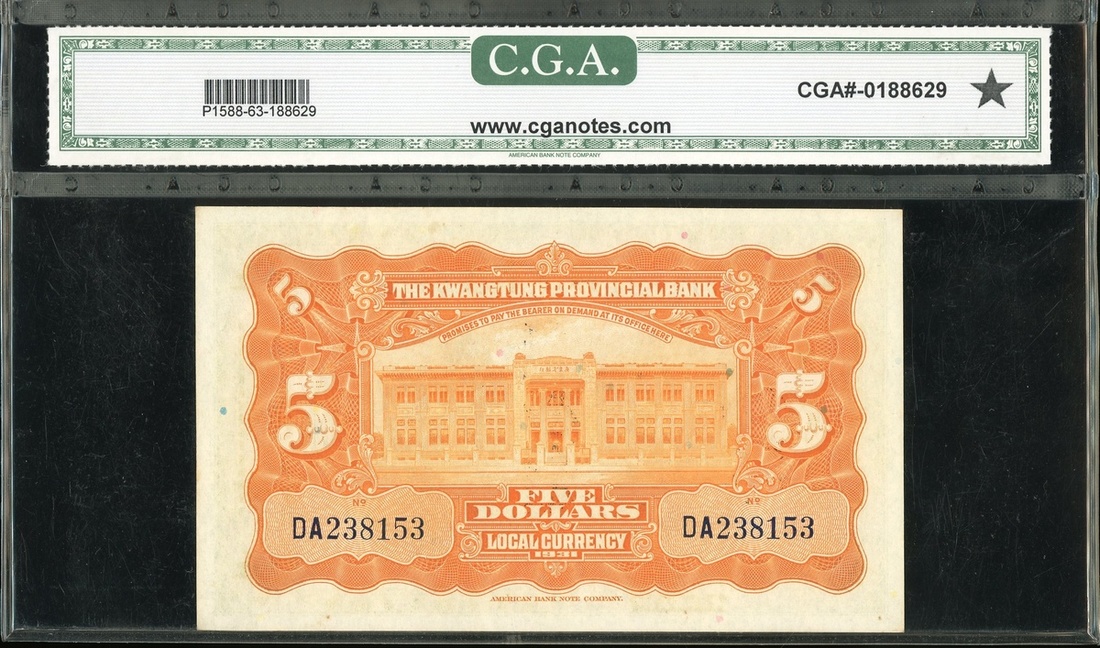 C.G.A.
P1588-63-188629
CGA#-0188629
www.cganotes.com
AMERICAN BANK NOTE COMPANY
5 5
THE KWANGTUNG PROVINCIAL BANK
PROMISES TO PAY THE BEARER ON DEMAND AT ITS OFFICE HERE
5 5
FIVE
DOLLARS
Nº Nº
DA238153 DA238153
LOCAL CURRENCY
1931
AMERICAN BANK NOTE COMPANY.